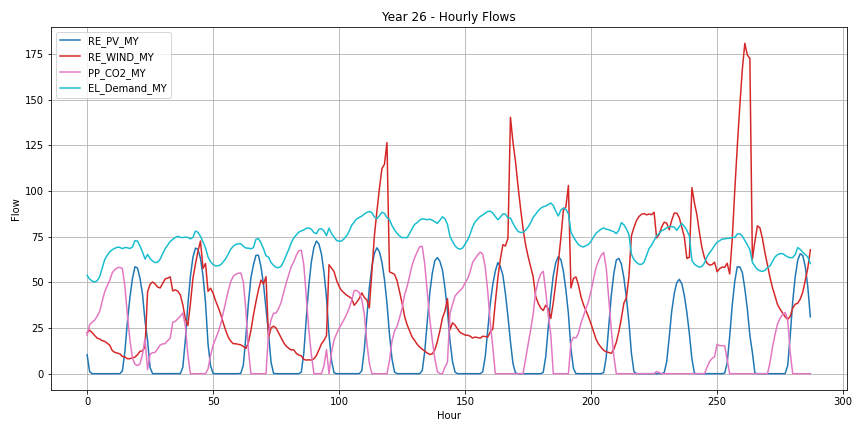 Year 26 - Hourly Flows
RE_PV_MY
RE_WIND_MY
PP_CO2_MY
EL_Demand_MY
175
150
125
100
75
50
25
0
Flow
0 50 100 150 200 250 300
Hour